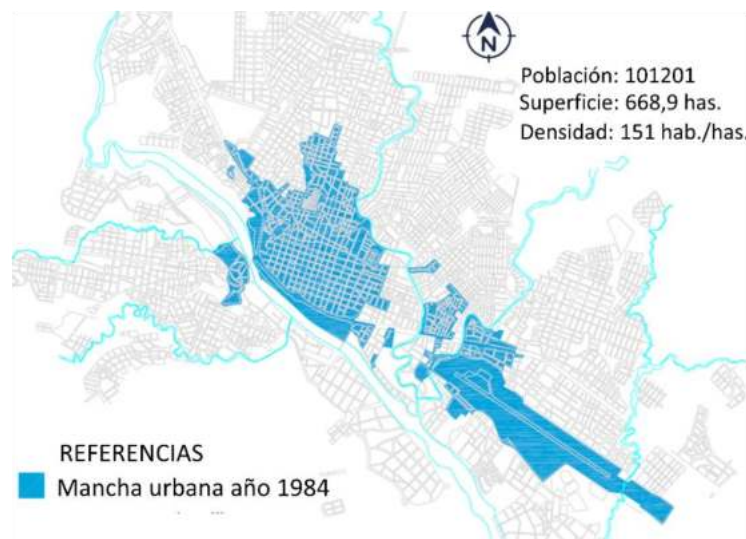 N
Población: 101201
Superficie: 668,9 has.
Densidad: 151 hab./has.
REFERENCIAS
Mancha urbana año 1984